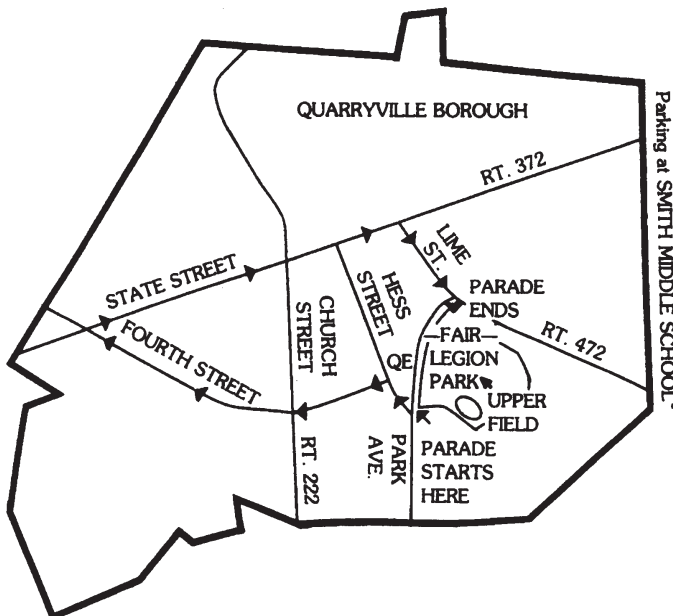 QUARRYVILLE BOROUGH
Parking at SMITH MIDDLE SCHOOL
RT. 372
LIME
ST.
STATE STREET
HESS
STREET
PARADE
ENDS
CHURCH
STREET
FAIR
LEGION
PARK
RT. 472
FOURTH STREET
QE
UPPER
FIELD
RT. 222
PARK
AVE.
PARADE
STARTS
HERE